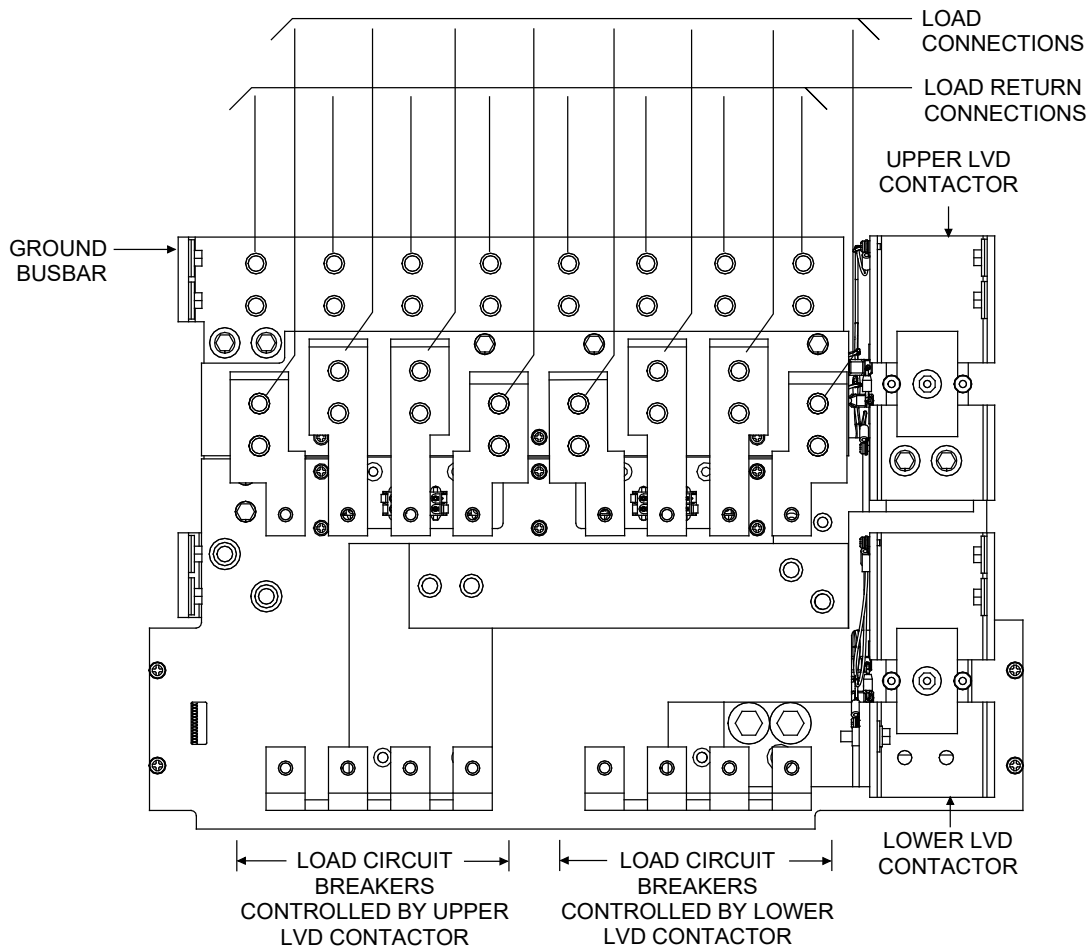 LOAD
CONNECTIONS
LOAD RETURN
CONNECTIONS
UPPER LVD
CONTACTOR
GROUND
BUSBAR
LOWER LVD
CONTACTOR
LOAD CIRCUIT
BREAKERS
CONTROLLED BY UPPER
LVD CONTACTOR
LOAD CIRCUIT
BREAKERS
CONTROLLED BY LOWER
LVD CONTACTOR